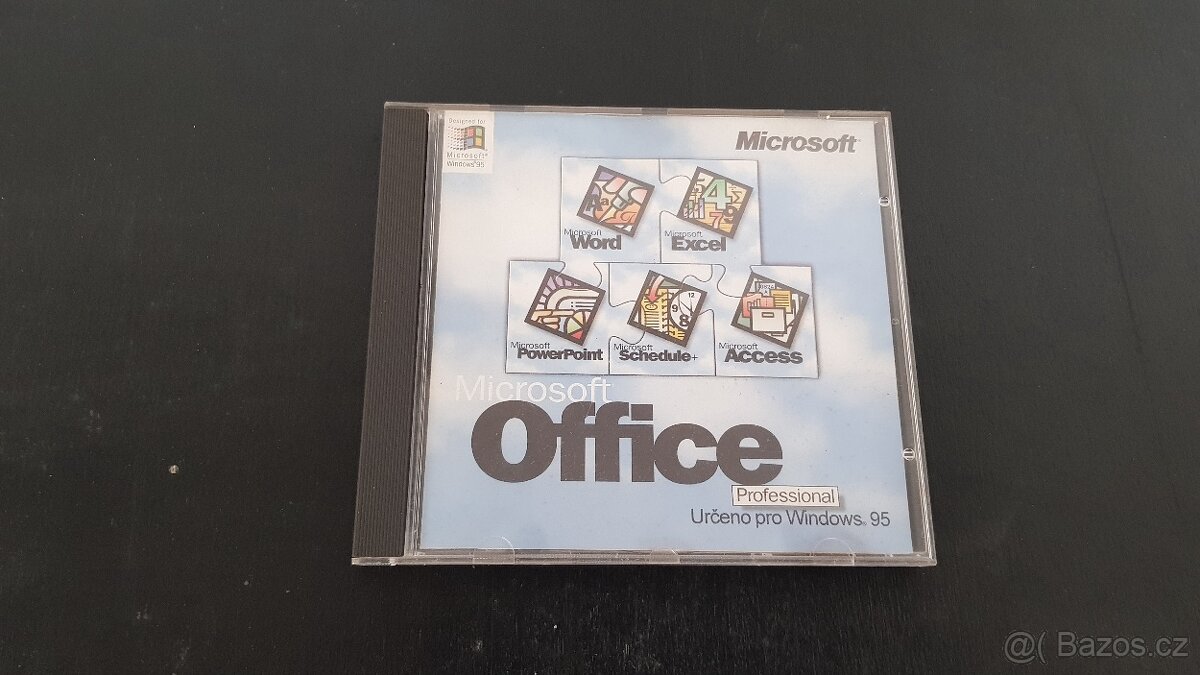 Designed for
Microsoft®
Windows®95
Microsoft
Microsoft
Word
Microsoft
Excel
Microsoft
PowerPoint
Microsoft
Schedule+
Microsoft
Access
Microsoft
Office
Professional
Určeno pro Windows® 95
@( Bazos.cz